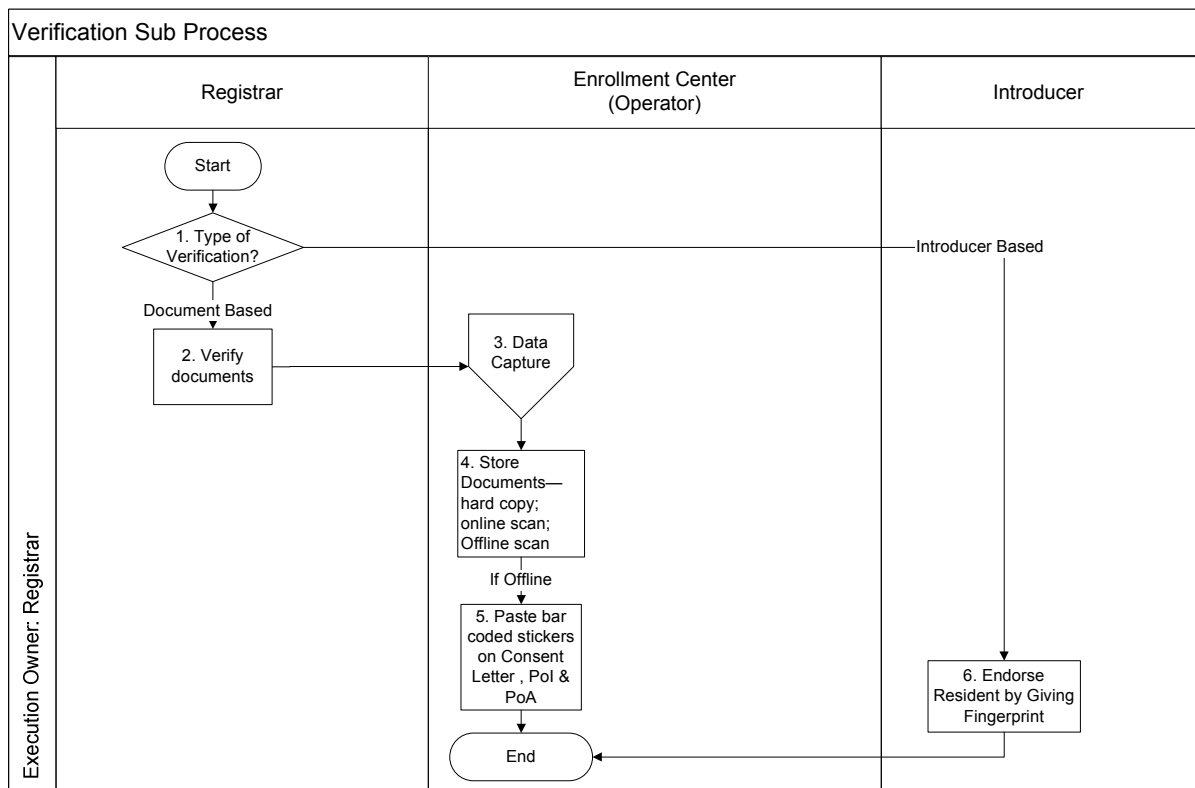 Verification Sub Process
Execution Owner: Registrar
Registrar
Enrollment Center
(Operator)
Introducer
Start
1. Type of
Verification?
Introducer Based
Document Based
2. Verify
documents
3. Data
Capture
4. Store
Documents—
hard copy;
online scan;
Offline scan
If Offline
5. Paste bar
coded stickers
on Consent
Letter , PoI &
PoA
6. Endorse
Resident by Giving
Fingerprint
End